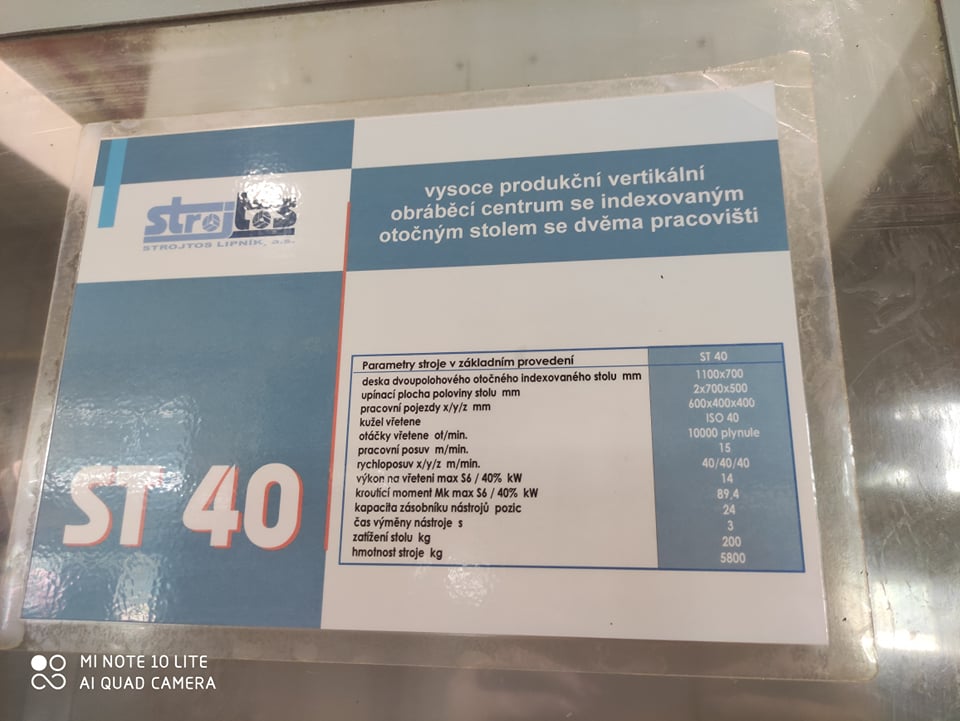 strojtos
STROJTOS LIPNÍK, a.s.
vysoce produkční vertikální
obráběcí centrum se indexovaným
otočným stolem se dvěma pracovišti
ST 40
Parametry stroje v základním provedení ST 40
deska dvoupolohového otočného indexovaného stolu mm 1100x700
upínací plocha poloviny stolu mm 2x700x500
pracovní pojezdy x/y/z mm 600x400x400
kužel vřetene ISO 40
otáčky vřetene ot/min. 10000 plynule
pracovní posuv m/min. 15
rychloposuv x/y/z m/min. 40/40/40
výkon na vřeteni max S6 / 40% kW 14
krouticí moment Mk max S6 / 40% kW 89,4
kapacita zásobníku nástrojů pozic 24
čas výměny nástroje s 3
zatížení stolu kg 200
hmotnost stroje kg 5800
MI NOTE 10 LITE
AI QUAD CAMERA